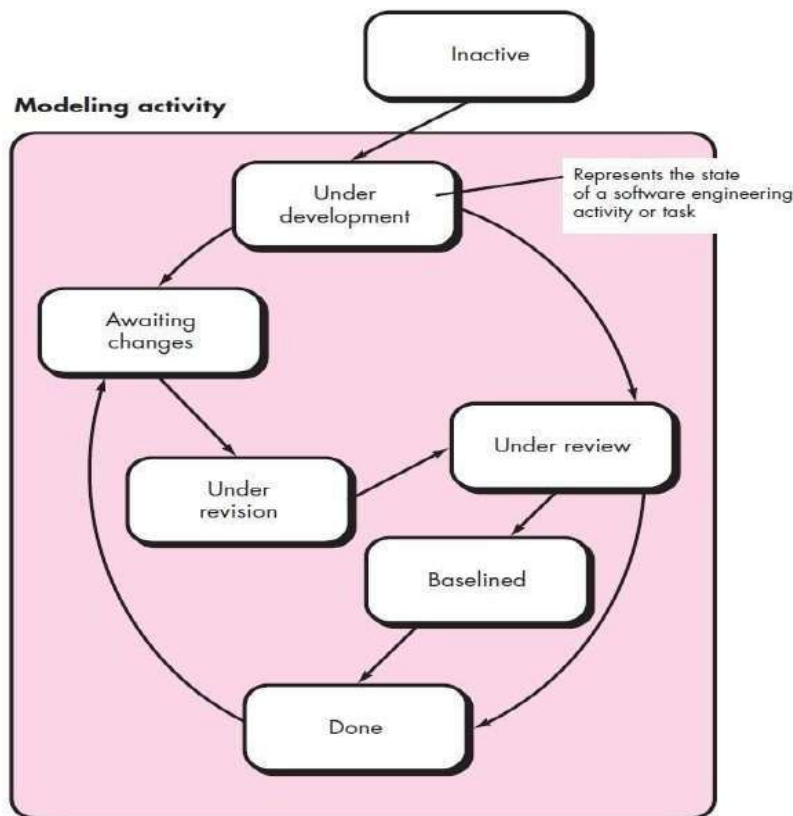 Inactive
Modeling activity
Under
development
Represents the state
of a software engineering
activity or task
Awaiting
changes
Under review
Under
revision
Baselined
Done